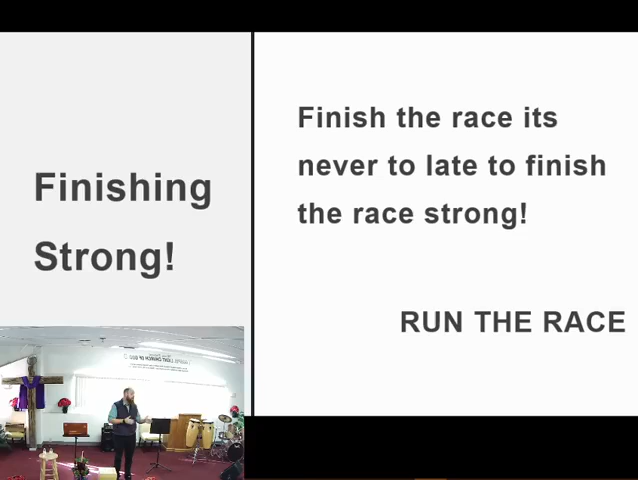 Finishing
Strong!
Finish the race its
never to late to finish
the race strong!
RUN THE RACE